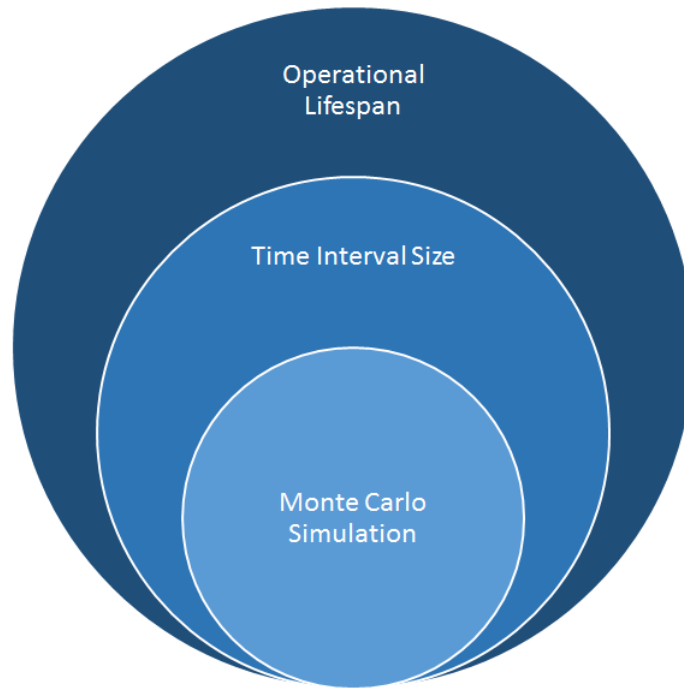 Operational
Lifespan
Time Interval Size
Monte Carlo
Simulation